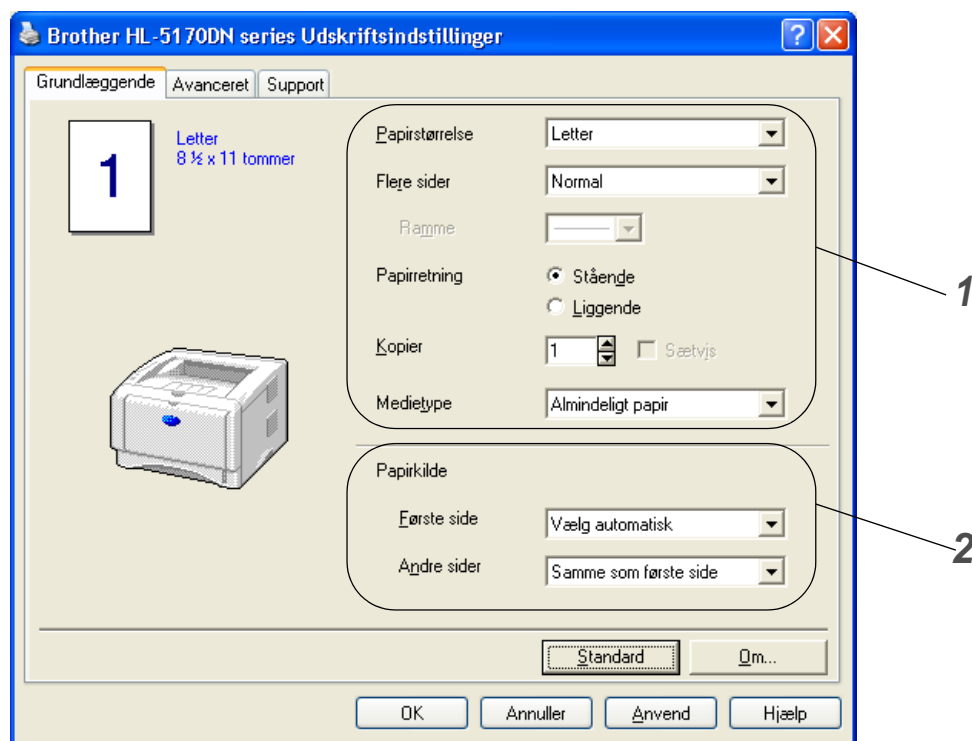 Brother HL-5170DN series Udskriftsindstillinger
Grundlæggende Avanceret Support
1
Letter
8 ½ x 11 tommer
Papirstørrelse Letter
Flere sider Normal
Ramme
Papirretning Stående
Liggende
1
Kopier 1 Sætvjs
Medietype Almindeligt papir
Papirkilde
Første side Vælg automatisk
2
Andre sider Samme som første side
Standard Om...
OK Annuller Anvend Hjælp